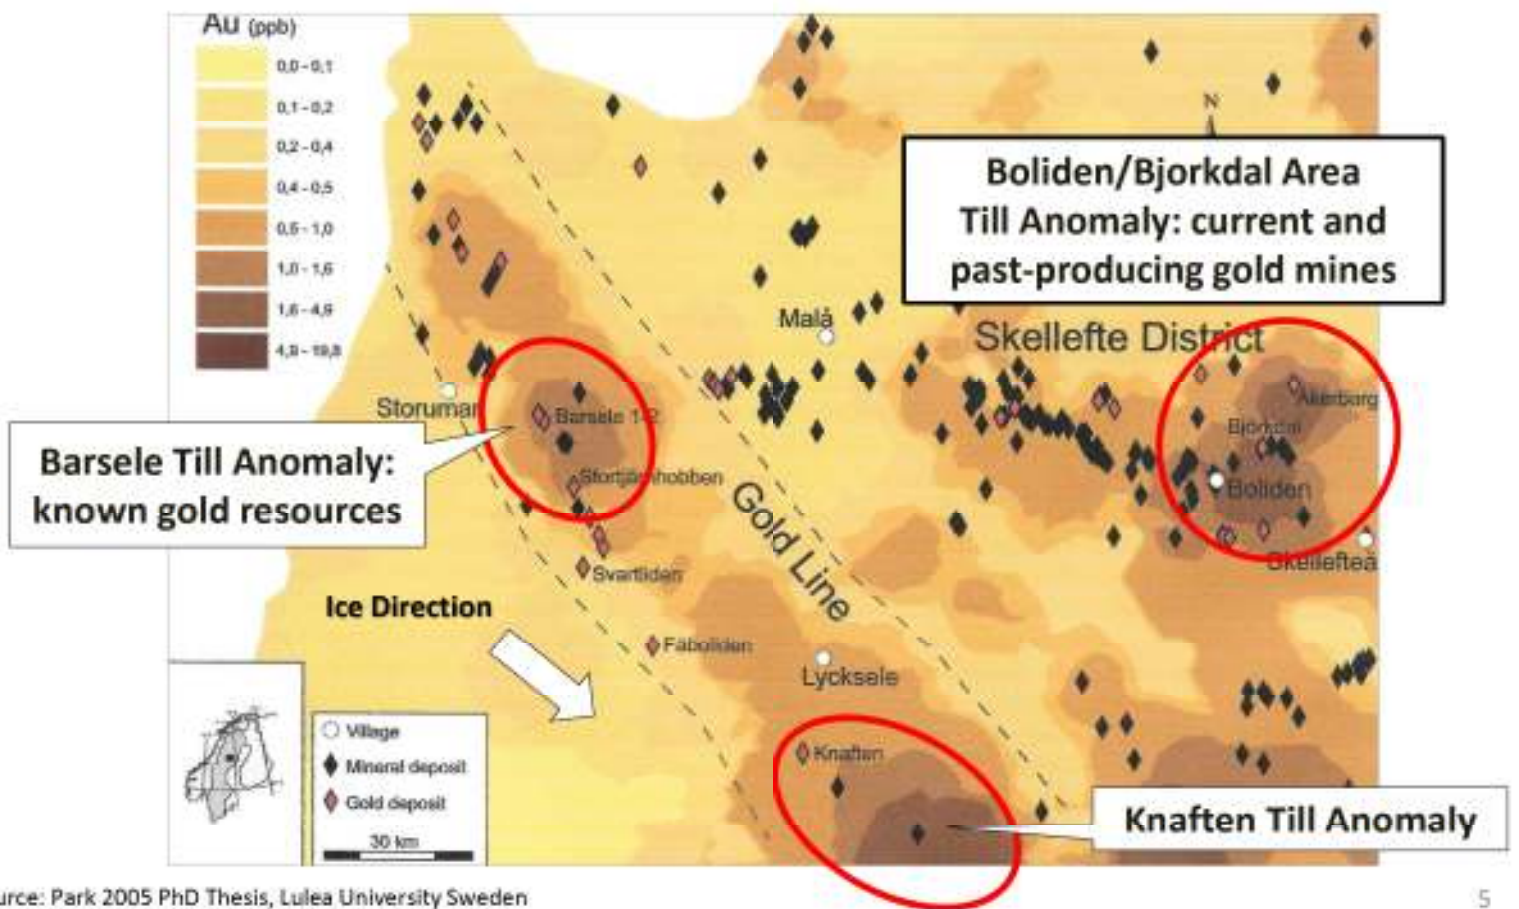 Au (ppb)
0,0 - 0,1
0,1 - 0,2
0,2 - 0,4
0,4 - 0,5
0,5 - 1,0
1,0 - 1,6
1,6 - 4,9
4,9 - 19,8
N
Boliden/Bjorkdal Area
Till Anomaly: current and
past-producing gold mines
Malå
Skellefte District
Storuman
Barsele 1-2
Åkerberg
Björkdal
Barsele Till Anomaly:
known gold resources
Stortjärnhobben
Boliden
Gold Line
Skellefteå
Svartliden
Ice Direction
Fäboliden
Lycksele
Village
Mineral deposit
Gold deposit
30 km
Knaften
Knaften Till Anomaly
urce: Park 2005 PhD Thesis, Lulea University Sweden
5